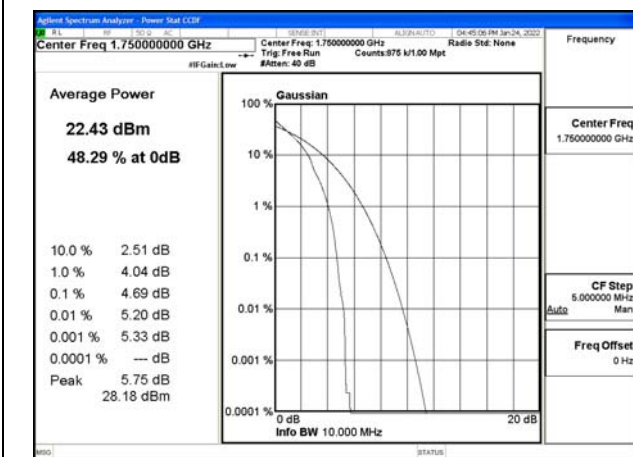 Agilent Spectrum Analyzer - Power Stat CCDF
RL RF 50 Ω AC SENSE:INT ALIGN AUTO 04:45:06 PM Jan 24, 2022
Center Freq 1.750000000 GHz
Center Freq: 1.750000000 GHz Radio Std: None
Trig: Free Run Counts:875 k/1.00 Mpt
#IFGain:Low #Atten: 40 dB
Frequency
Average Power
22.43 dBm
48.29 % at 0dB
10.0 % 2.51 dB
1.0 % 4.04 dB
0.1 % 4.69 dB
0.01 % 5.20 dB
0.001 % 5.33 dB
0.0001 % --- dB
Peak 5.75 dB
28.18 dBm
Gaussian
100 %
10 %
1 %
0.1 %
0.01 %
0.001 %
0.0001 %
0 dB 20 dB
Info BW 10.000 MHz
Center Freq
1.750000000 GHz
CF Step
5.000000 MHz
Auto Man
Freq Offset
0 Hz
MSG STATUS